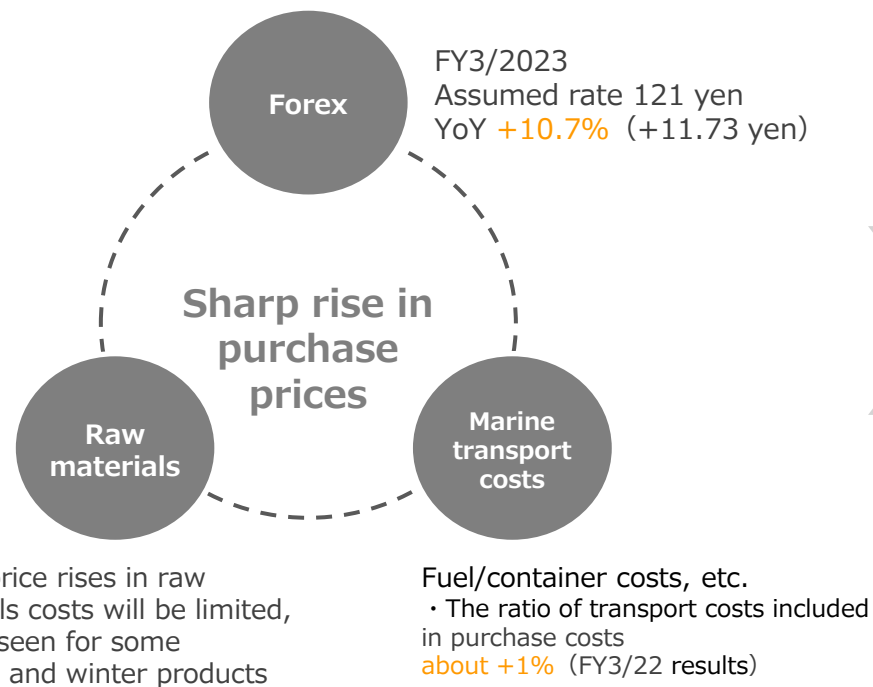 Forex
FY3/2023
Assumed rate 121 yen
YoY +10.7%（+11.73 yen）
Sharp rise in
purchase
prices
Raw
materials
Marine
transport
costs
rises in raw
costs will be limited,
seen for some
and winter products
Fuel/container costs, etc.
・The ratio of transport costs included
in purchase costs
about +1%（FY3/22 results）